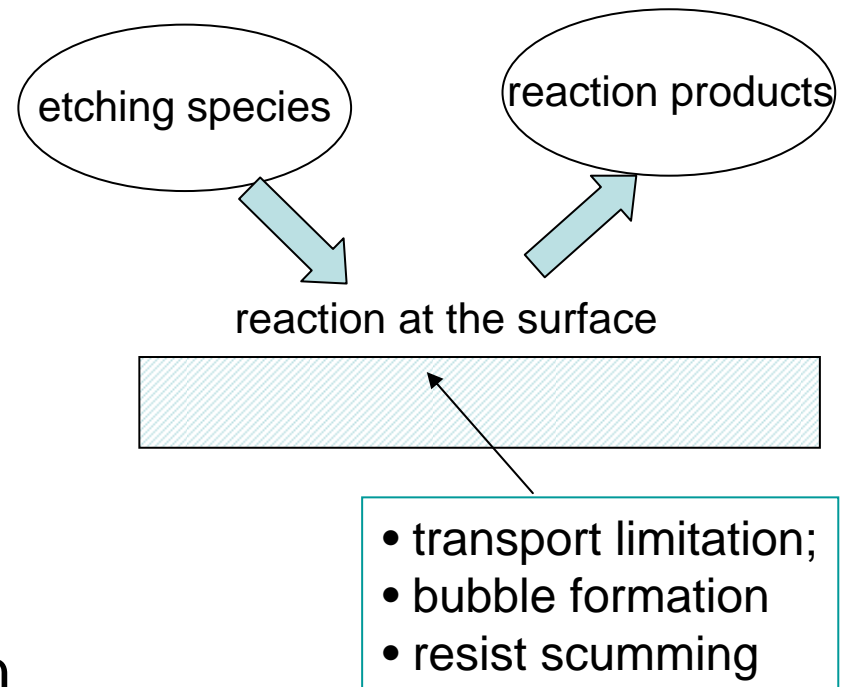 etching species
reaction products
reaction at the surface
• transport limitation;
• bubble formation
• resist scumming